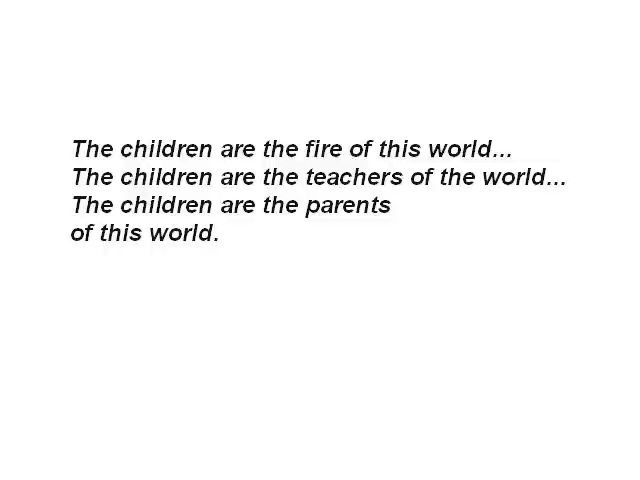 The children are the fire of this world...
The children are the teachers of the world...
The children are the parents
of this world.